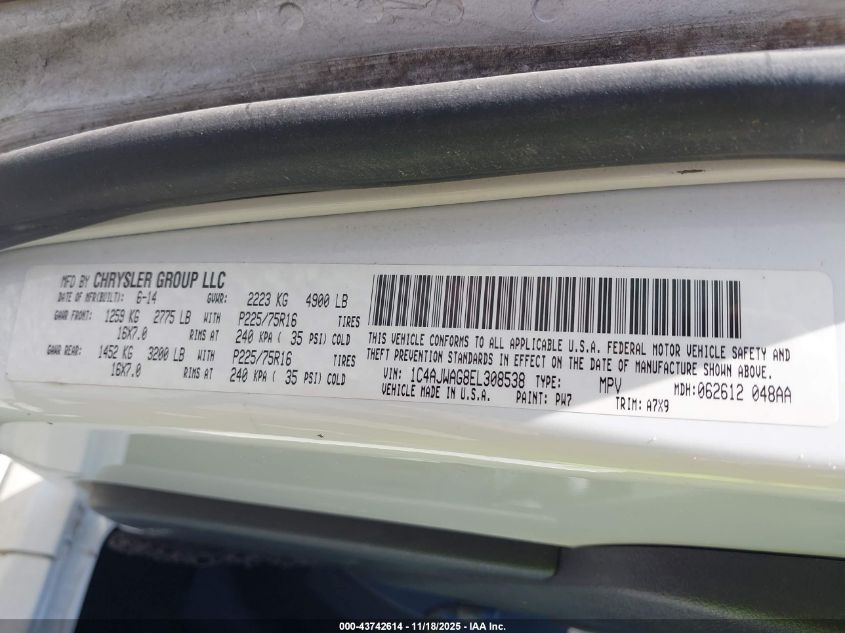 MFD BY CHRYSLER GROUP LLC
DATE OF MFR(BUILT): 6-14 GVWR: 2223 KG 4900 LB
GAWR FRONT: 1259 KG 2775 LB WITH P225/75R16 TIRES
16X7.0 RIMS AT 240 KPA ( 35 PSI) COLD
GAWR REAR: 1452 KG 3200 LB WITH P225/75R16 TIRES
16X7.0 RIMS AT 240 KPA ( 35 PSI) COLD
THIS VEHICLE CONFORMS TO ALL APPLICABLE U.S.A. FEDERAL MOTOR VEHICLE SAFETY AND
THEFT PREVENTION STANDARDS IN EFFECT ON THE DATE OF MANUFACTURE SHOWN ABOVE.
VIN: 1C4AJWAG8EL308538 TYPE: MPV MDH: 062612 048AA
VEHICLE MADE IN U.S.A. PAINT: PW7 TRIM: A7X9
000-43742614 - 11/18/2025 - IAA Inc.